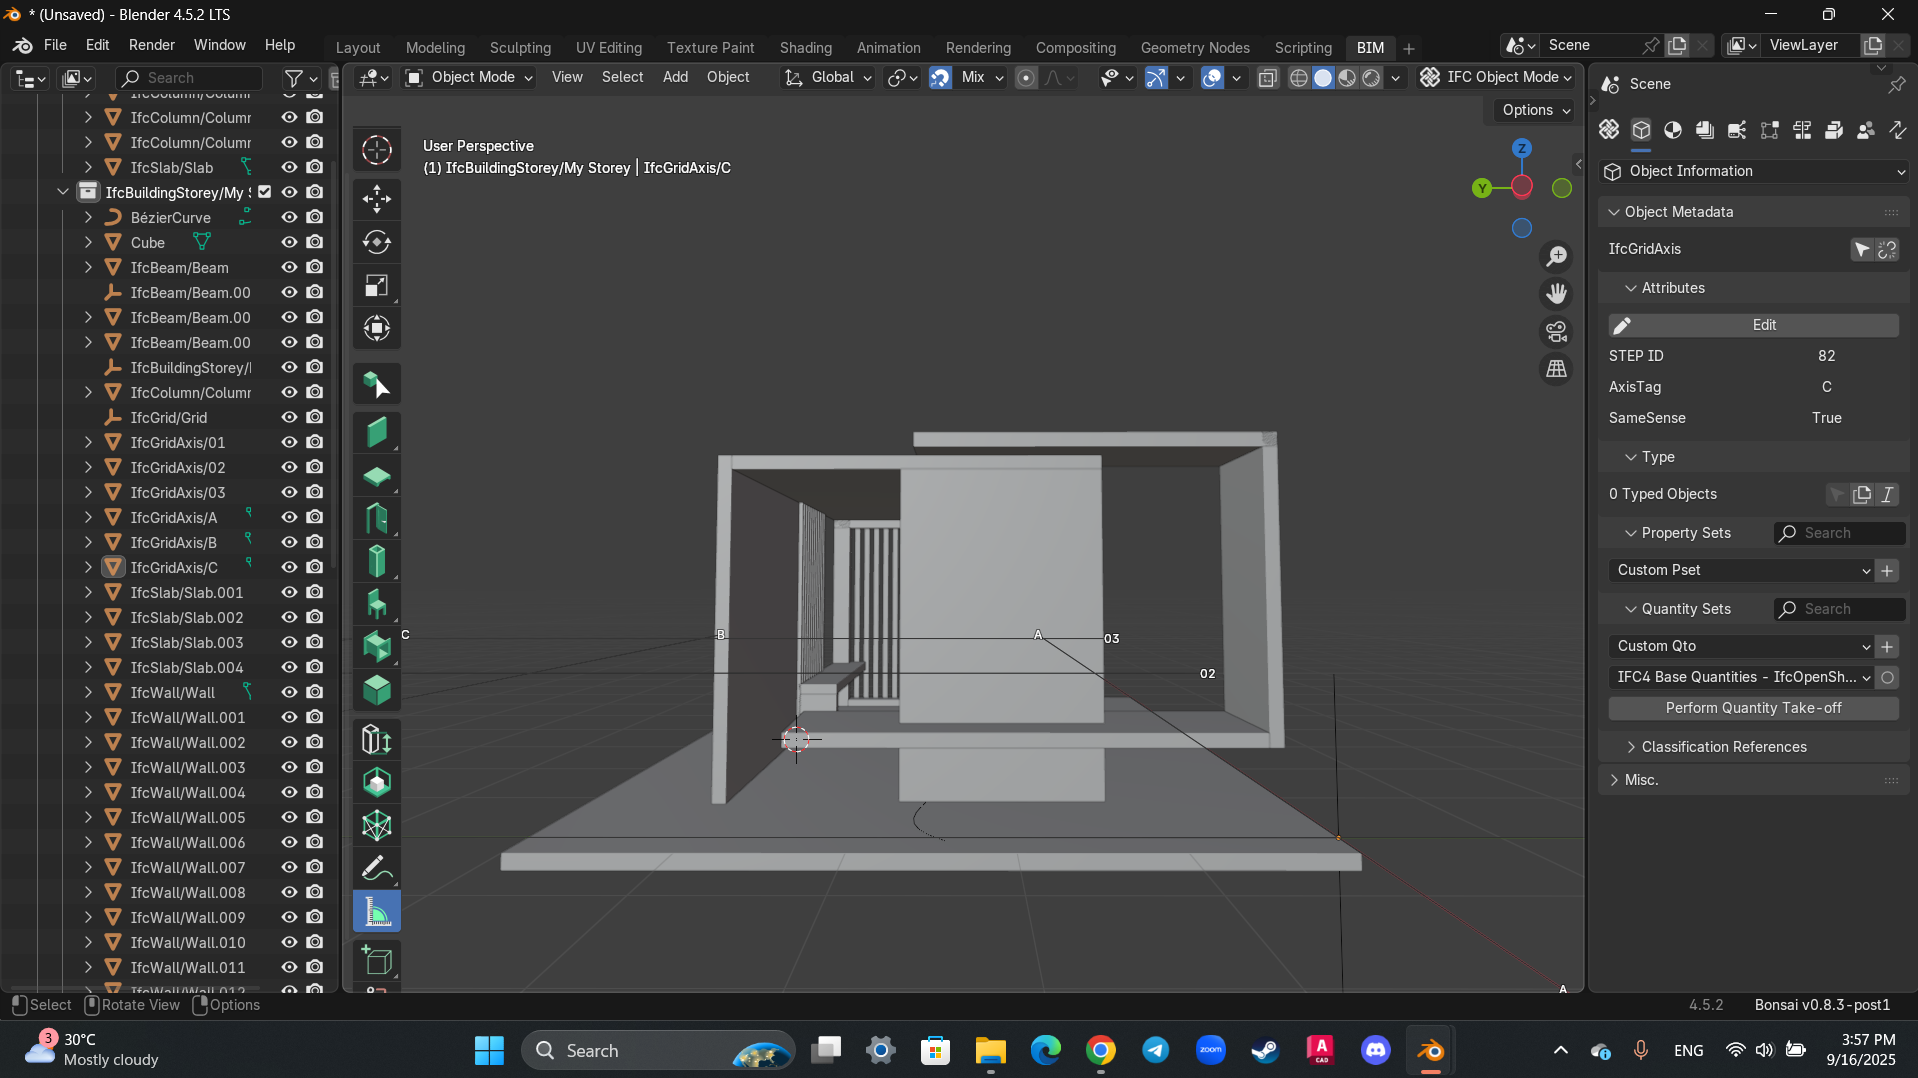 * (Unsaved) - Blender 4.5.2 LTS
File Edit Render Window Help
Layout Modeling Sculpting UV Editing Texture Paint Shading Animation Rendering Compositing Geometry Nodes Scripting BIM +
Scene
ViewLayer
Search
Object Mode View Select Add Object Global Mix IFC Object Mode
Options
User Perspective
(1) IfcBuildingStorey/My Storey | IfcGridAxis/C
IfcColumn/Column
IfcColumn/Column
IfcColumn/Column
IfcSlab/Slab
IfcBuildingStorey/My S
BézierCurve
Cube
IfcBeam/Beam
IfcBeam/Beam.00
IfcBeam/Beam.00
IfcBeam/Beam.00
IfcBuildingStorey/
IfcColumn/Column
IfcGrid/Grid
IfcGridAxis/01
IfcGridAxis/02
IfcGridAxis/03
IfcGridAxis/A
IfcGridAxis/B
IfcGridAxis/C
IfcSlab/Slab.001
IfcSlab/Slab.002
IfcSlab/Slab.003
IfcSlab/Slab.004
IfcWall/Wall
IfcWall/Wall.001
IfcWall/Wall.002
IfcWall/Wall.003
IfcWall/Wall.004
IfcWall/Wall.005
IfcWall/Wall.006
IfcWall/Wall.007
IfcWall/Wall.008
IfcWall/Wall.009
IfcWall/Wall.010
IfcWall/Wall.011
IfcWall/Wall.012
Z
Y
C
B
A
03
02
A
Scene
Object Information
Object Metadata
IfcGridAxis
Attributes
Edit
STEP ID 82
AxisTag C
SameSense True
Type
0 Typed Objects
Property Sets Search
Custom Pset
Quantity Sets Search
Custom Qto
IFC4 Base Quantities - IfcOpenSh...
Perform Quantity Take-off
Classification References
Misc.
Select Rotate View Options
4.5.2 Bonsai v0.8.3-post1
3
30°C
Mostly cloudy
Search
zoom
A
CAD
ENG
3:57 PM
9/16/2025